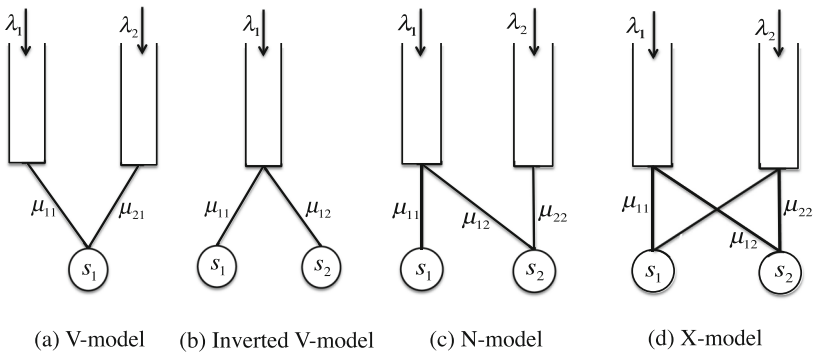 λ₁ λ₂ λ₁ λ₁ λ₂ λ₁ λ₂
μ₁₁ μ₂₁ μ₁₁ μ₁₂ μ₁₁ μ₁₂ μ₂₂ μ₁₁ μ₁₂ μ₂₂
s₁ s₁ s₂ s₁ s₂ s₁ s₂
(a) V-model (b) Inverted V-model (c) N-model (d) X-model